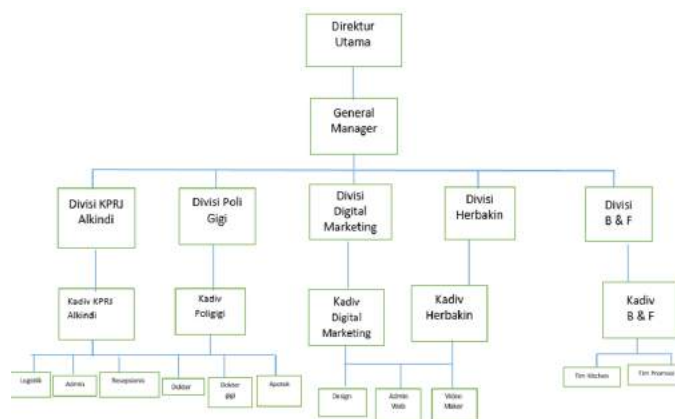 Direktur
Utama
General
Manager
Divisi KPRJ
Alkindi
Divisi Poli
Gigi
Divisi
Digital
Marketing
Divisi
Herbakin
Divisi
B & F
Kadiv KPRJ
Alkindi
Kadiv
Poligigi
Kadiv
Digital
Marketing
Kadiv
Herbakin
Kadiv
B & F
Logistik
Admin
Resepsionis
Dokter
Dokter
gigi
Apotek
Design
Admin
Web
Video
Maker
Tim Kitchen
Tim Promosi